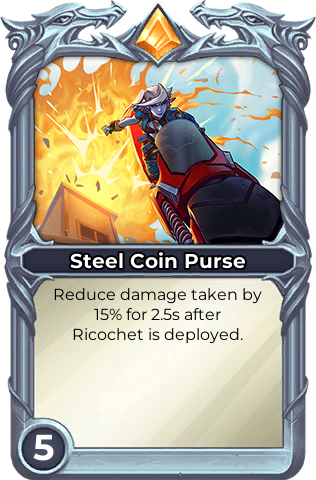 Steel Coin Purse
Reduce damage taken by
15% for 2.5s after
Ricochet is deployed.
5